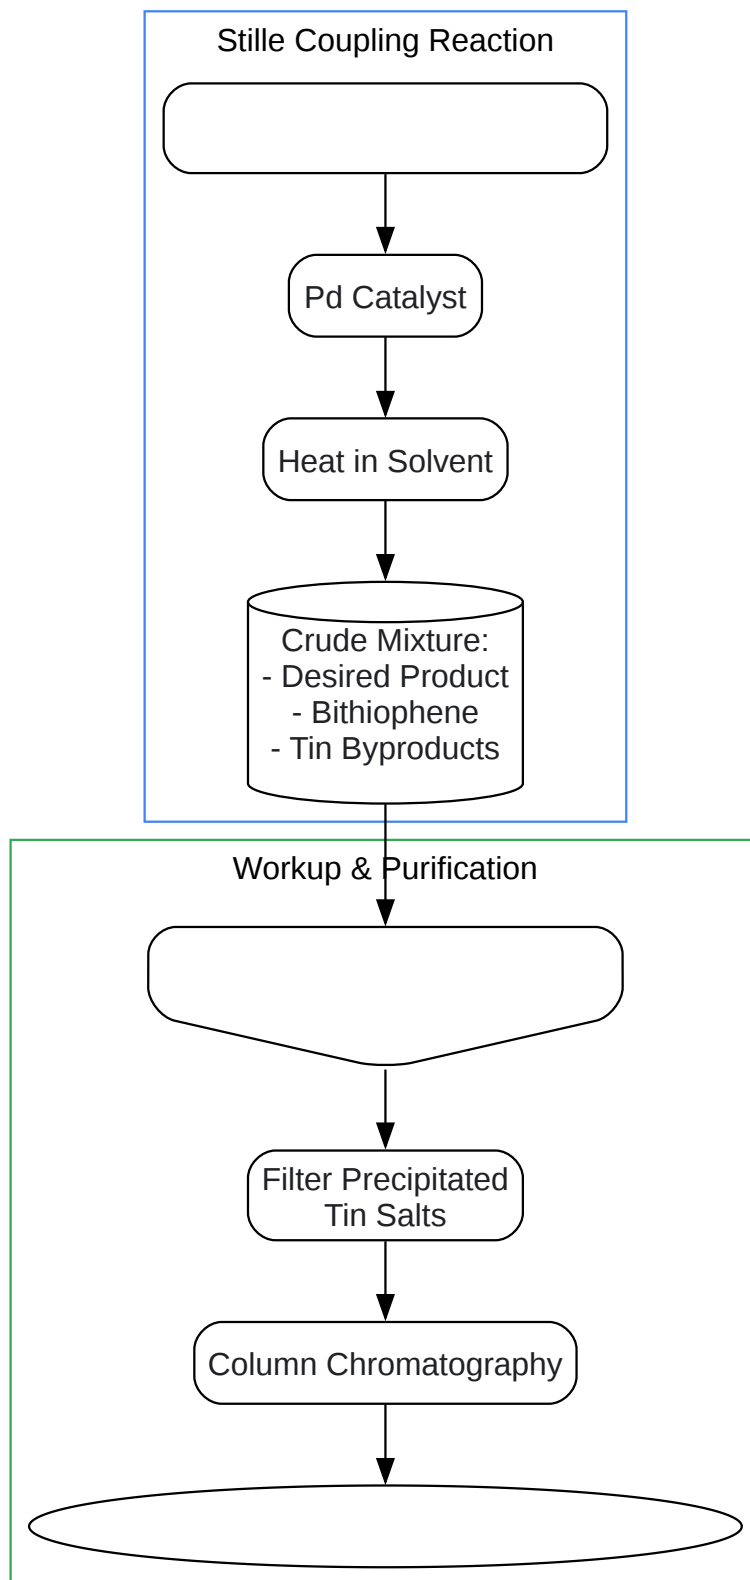 Stille Coupling Reaction
Pd Catalyst
Heat in Solvent
Crude Mixture:
- Desired Product
- Bithiophene
- Tin Byproducts
Workup & Purification
Filter Precipitated
Tin Salts
Column Chromatography